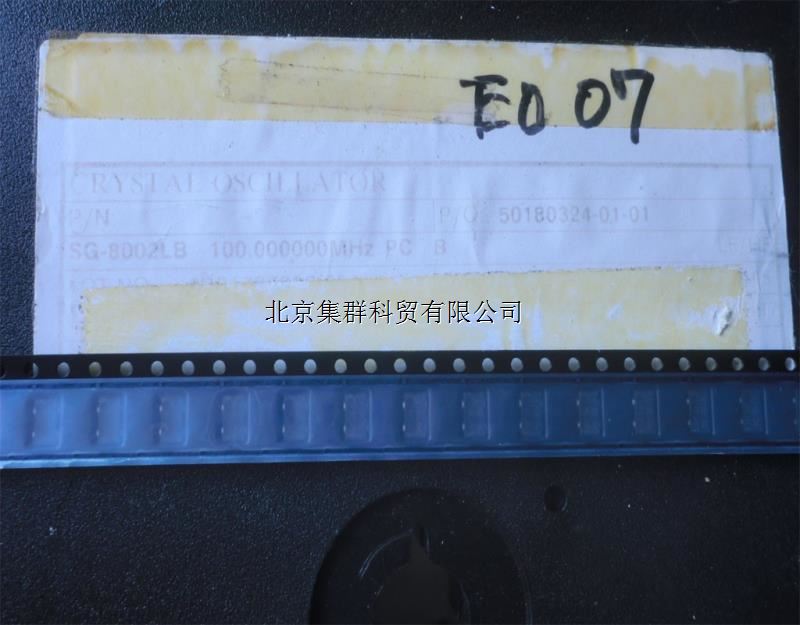 EO 07
CRYSTAL OSCILLATOR
P/N P/O 50180324-01-01
SG-8002LB 100.000000MHz PC B
北京集群科贸有限公司